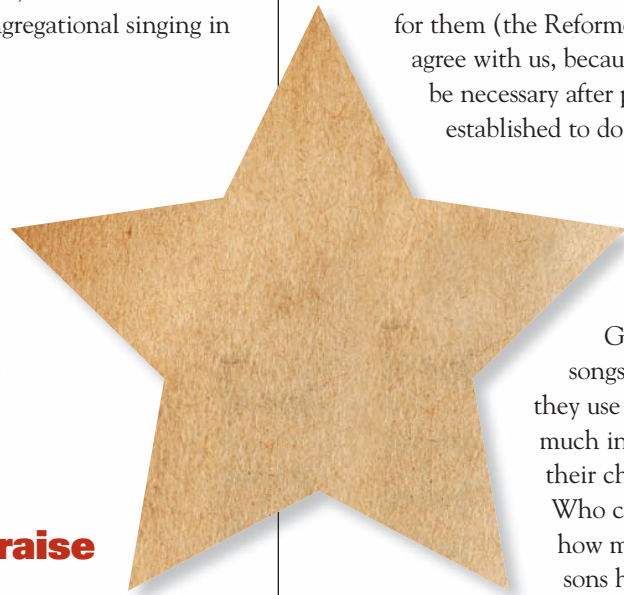 gregational singing in
raise
for them (the Reforme
agree with us, becau
be necessary after p
established to do
G
songs
they use
much in
their ch
Who c
how m
sons h